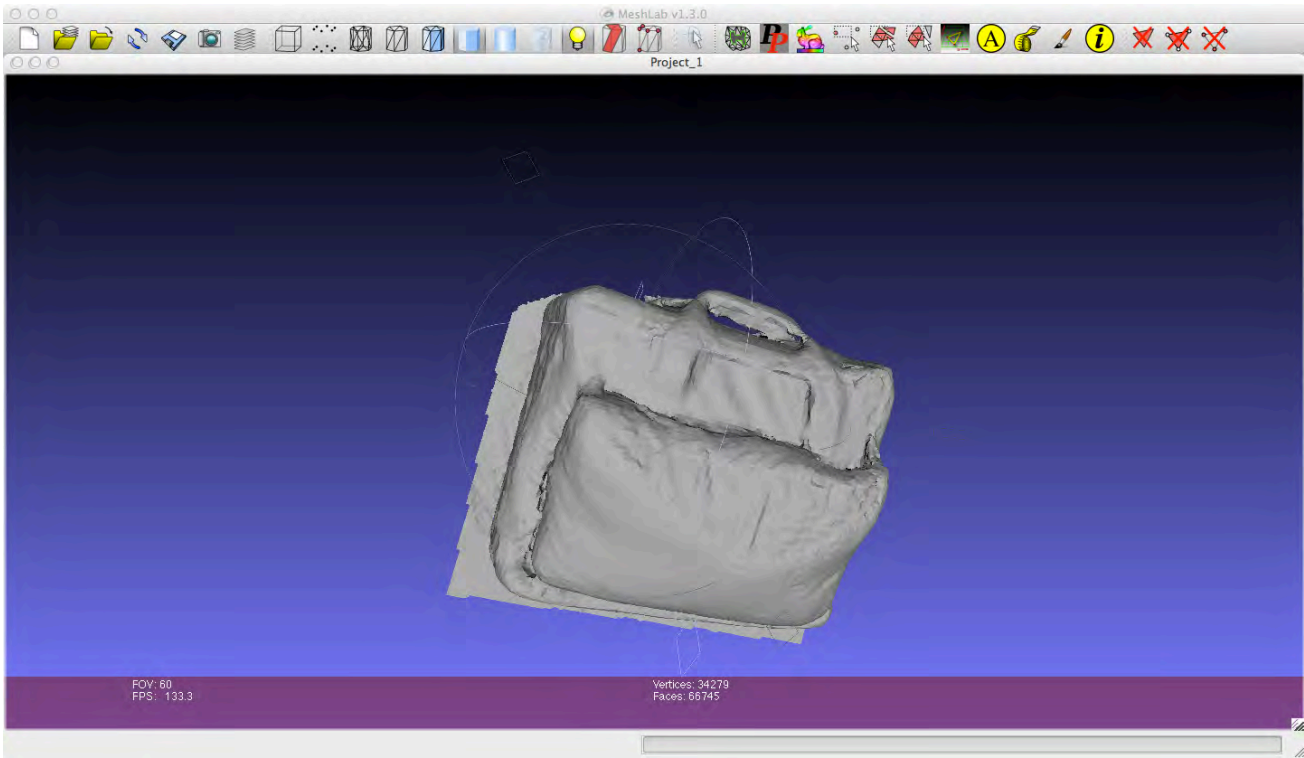 MeshLab v1.3.0
A
i
Project_1
FOV: 60
FPS: 133.3
Vertices: 34279
Faces: 66745